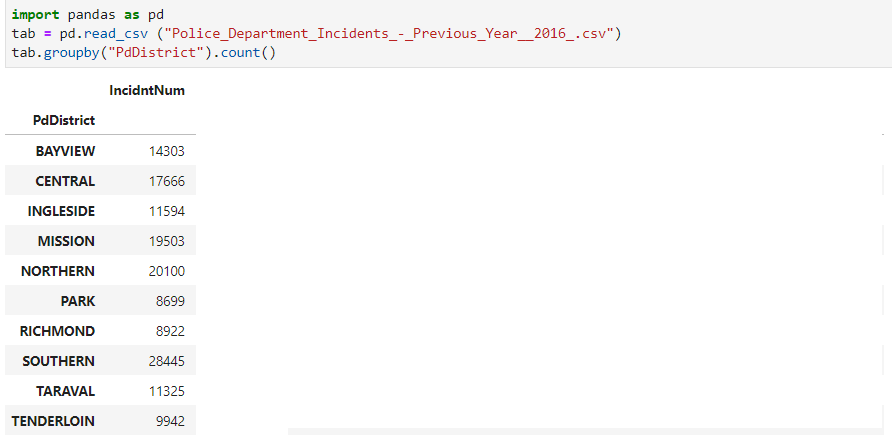 import pandas as pd
tab = pd.read_csv ("Police_Department_Incidents_-_Previous_Year__2016_.csv")
tab.groupby("PdDistrict").count()
IncidntNum
PdDistrict
BAYVIEW 14303
CENTRAL 17666
INGLESIDE 11594
MISSION 19503
NORTHERN 20100
PARK 8699
RICHMOND 8922
SOUTHERN 28445
TARAVAL 11325
TENDERLOIN 9942